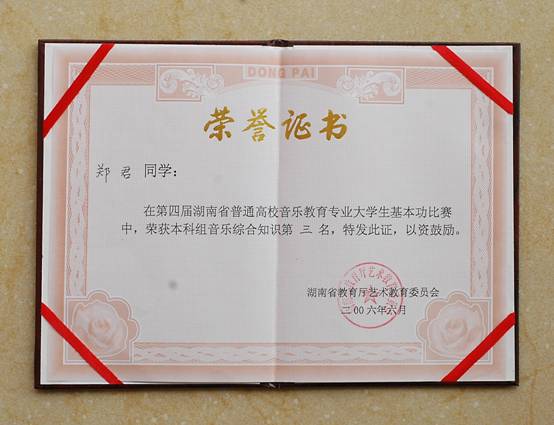 DONG PAI
荣誉证书
郑君 同学：
在第四届湖南省普通高校音乐教育专业大学生基本功比赛
中，荣获本科组音乐综合知识第 三 名，特发此证，以资鼓励。
湖南省教育厅艺术教育委员会
二00六年六月